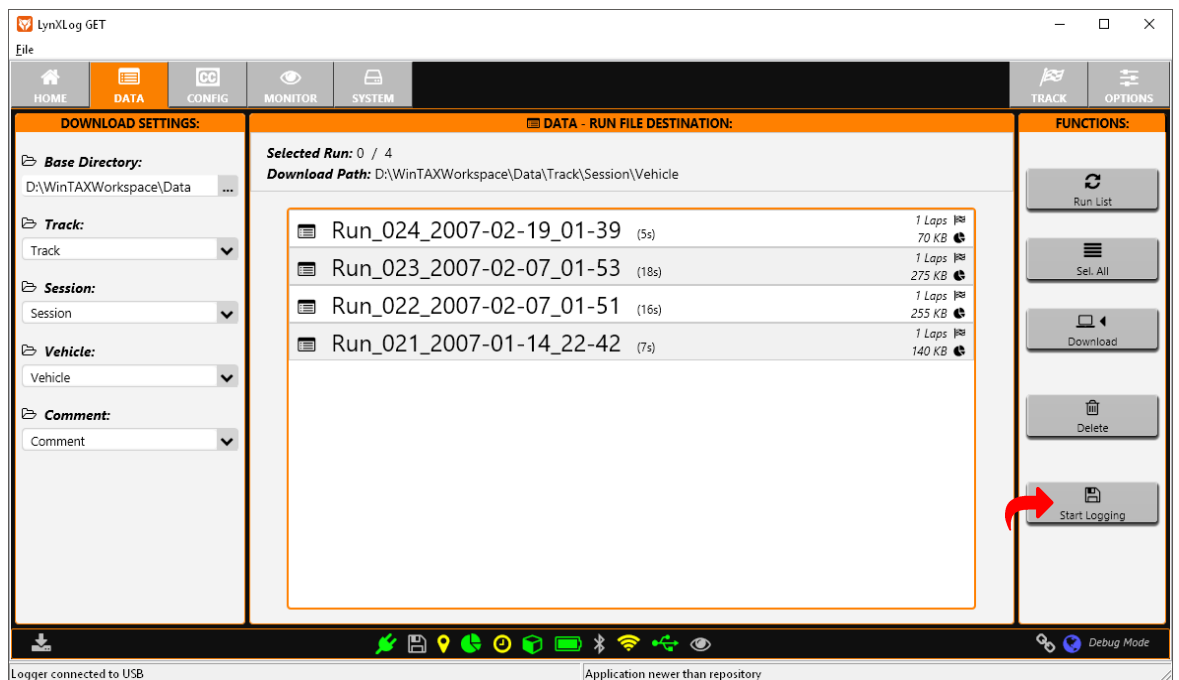 LynXLog GET
File
HOME DATA CONFIG MONITOR SYSTEM TRACK OPTIONS
DOWNLOAD SETTINGS:
Base Directory:
D:\WinTAXWorkspace\Data ...
Track:
Track
Session:
Session
Vehicle:
Vehicle
Comment:
Comment
DATA - RUN FILE DESTINATION:
Selected Run: 0 / 4
Download Path: D:\WinTAXWorkspace\Data\Track\Session\Vehicle
Run_024_2007-02-19_01-39 (5s)
1 Laps
70 KB
Run_023_2007-02-07_01-53 (18s)
1 Laps
275 KB
Run_022_2007-02-07_01-51 (16s)
1 Laps
255 KB
Run_021_2007-01-14_22-42 (7s)
1 Laps
140 KB
FUNCTIONS:
Run List
Sel. All
Download
Delete
Start Logging
Debug Mode
Logger connected to USB
Application newer than repository